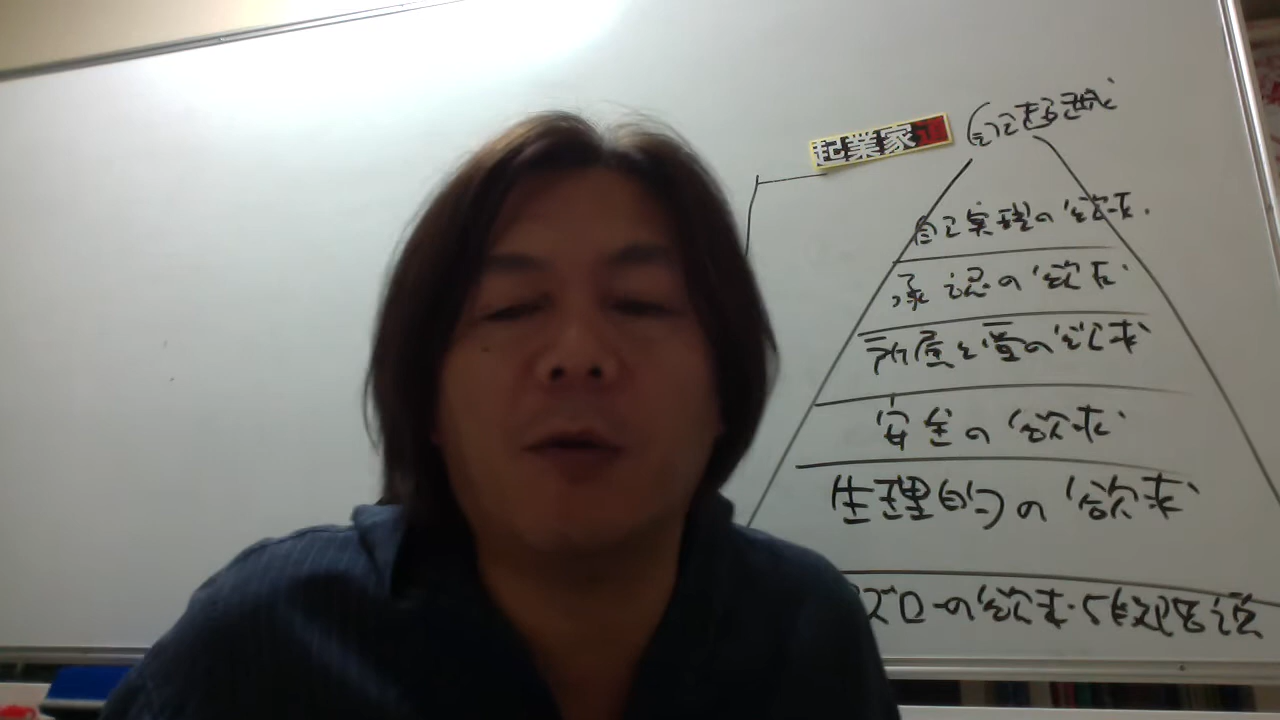 起業家
自己超越
自己実現の欲求
承認の欲求
所属と愛の欲求
安全の欲求
生理的の欲求
ズローの欲求・5段階説